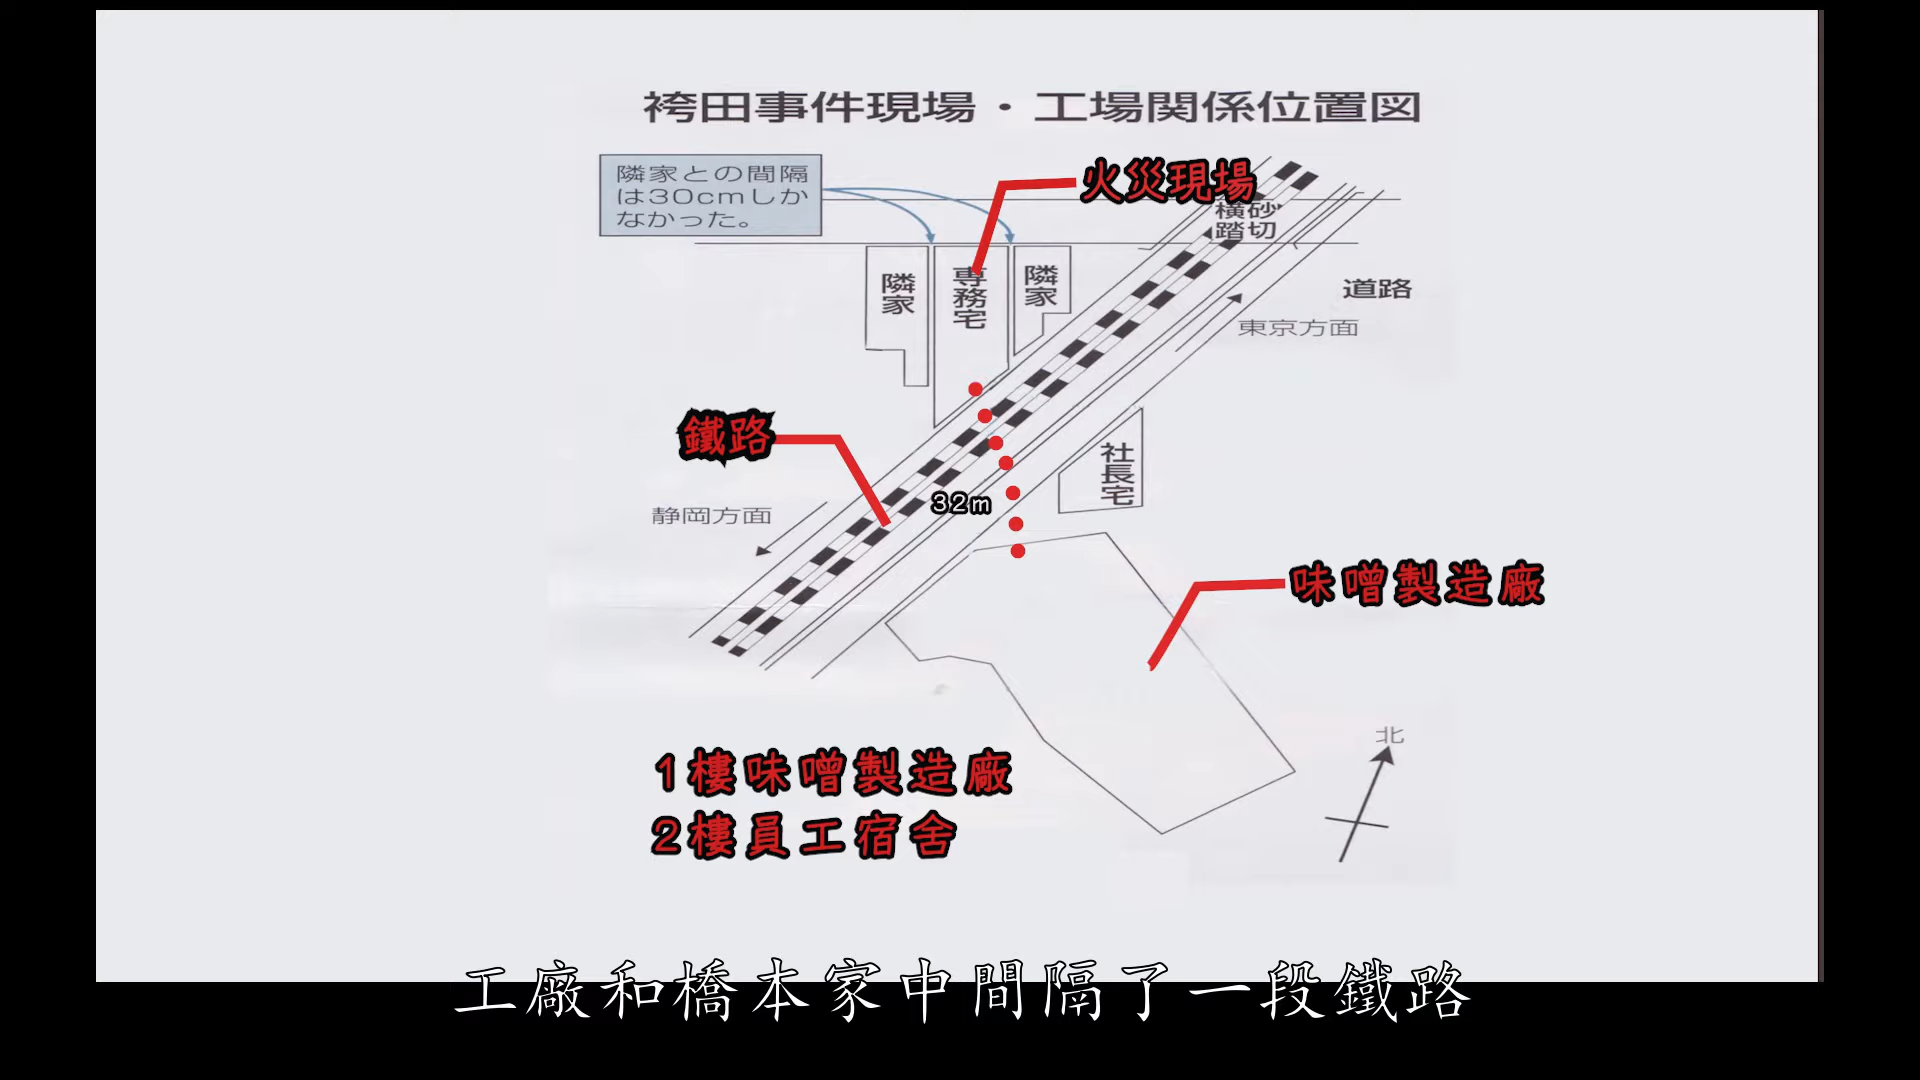 袴田事件現場・工場関係位置図
隣家との間隔
は30cmしか
なかった。
火災現場
横砂
踏切
隣家
専務宅
隣家
道路
東京方面
鐵路
社長宅
静岡方面
32m
味噌製造廠
北
1樓味噌製造廠
2樓員工宿舍
工廠和橋本家中間隔了一段鐵路